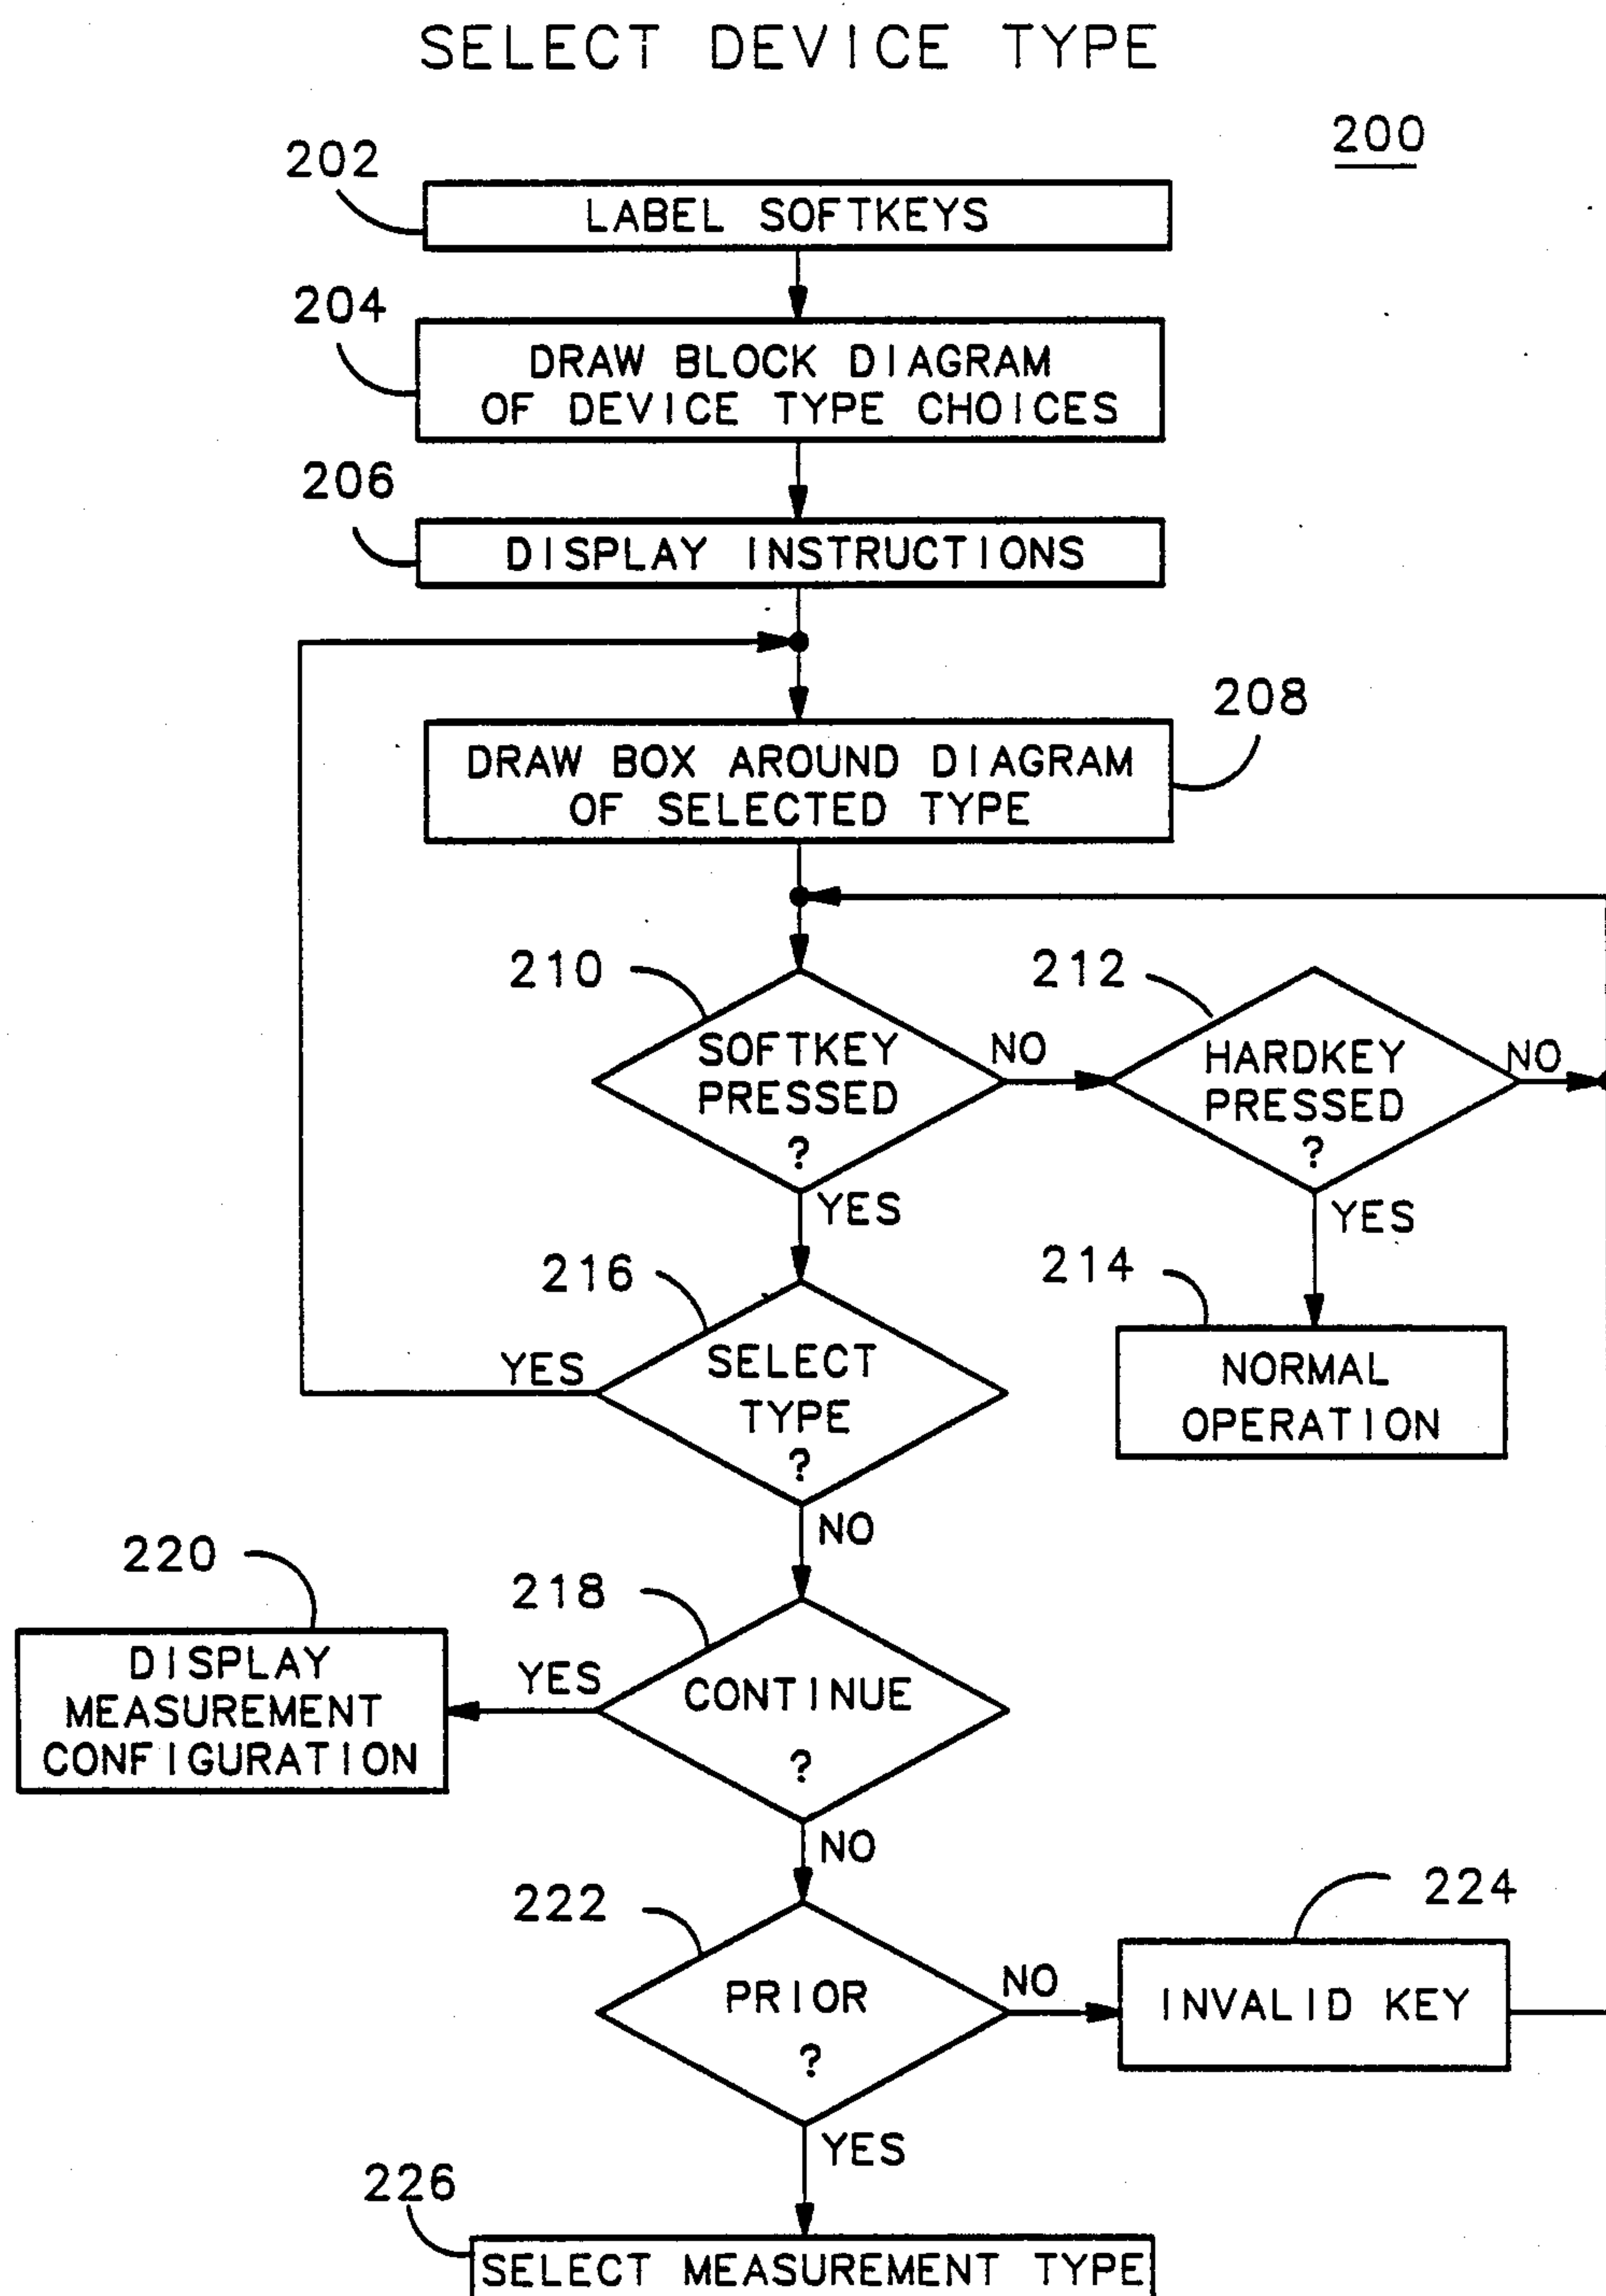 SELECT DEVICE TYPE
200
202
LABEL SOFTKEYS
204
DRAW BLOCK DIAGRAM
OF DEVICE TYPE CHOICES
206
DISPLAY INSTRUCTIONS
208
DRAW BOX AROUND DIAGRAM
OF SELECTED TYPE
210
SOFTKEY
PRESSED
?
NO
YES
212
HARDKEY
PRESSED
?
NO
YES
214
NORMAL
OPERATION
216
SELECT
TYPE
?
YES
NO
218
CONTINUE
?
YES
NO
220
DISPLAY
MEASUREMENT
CONFIGURATION
222
PRIOR
?
NO
YES
224
INVALID KEY
226
SELECT MEASUREMENT TYPE